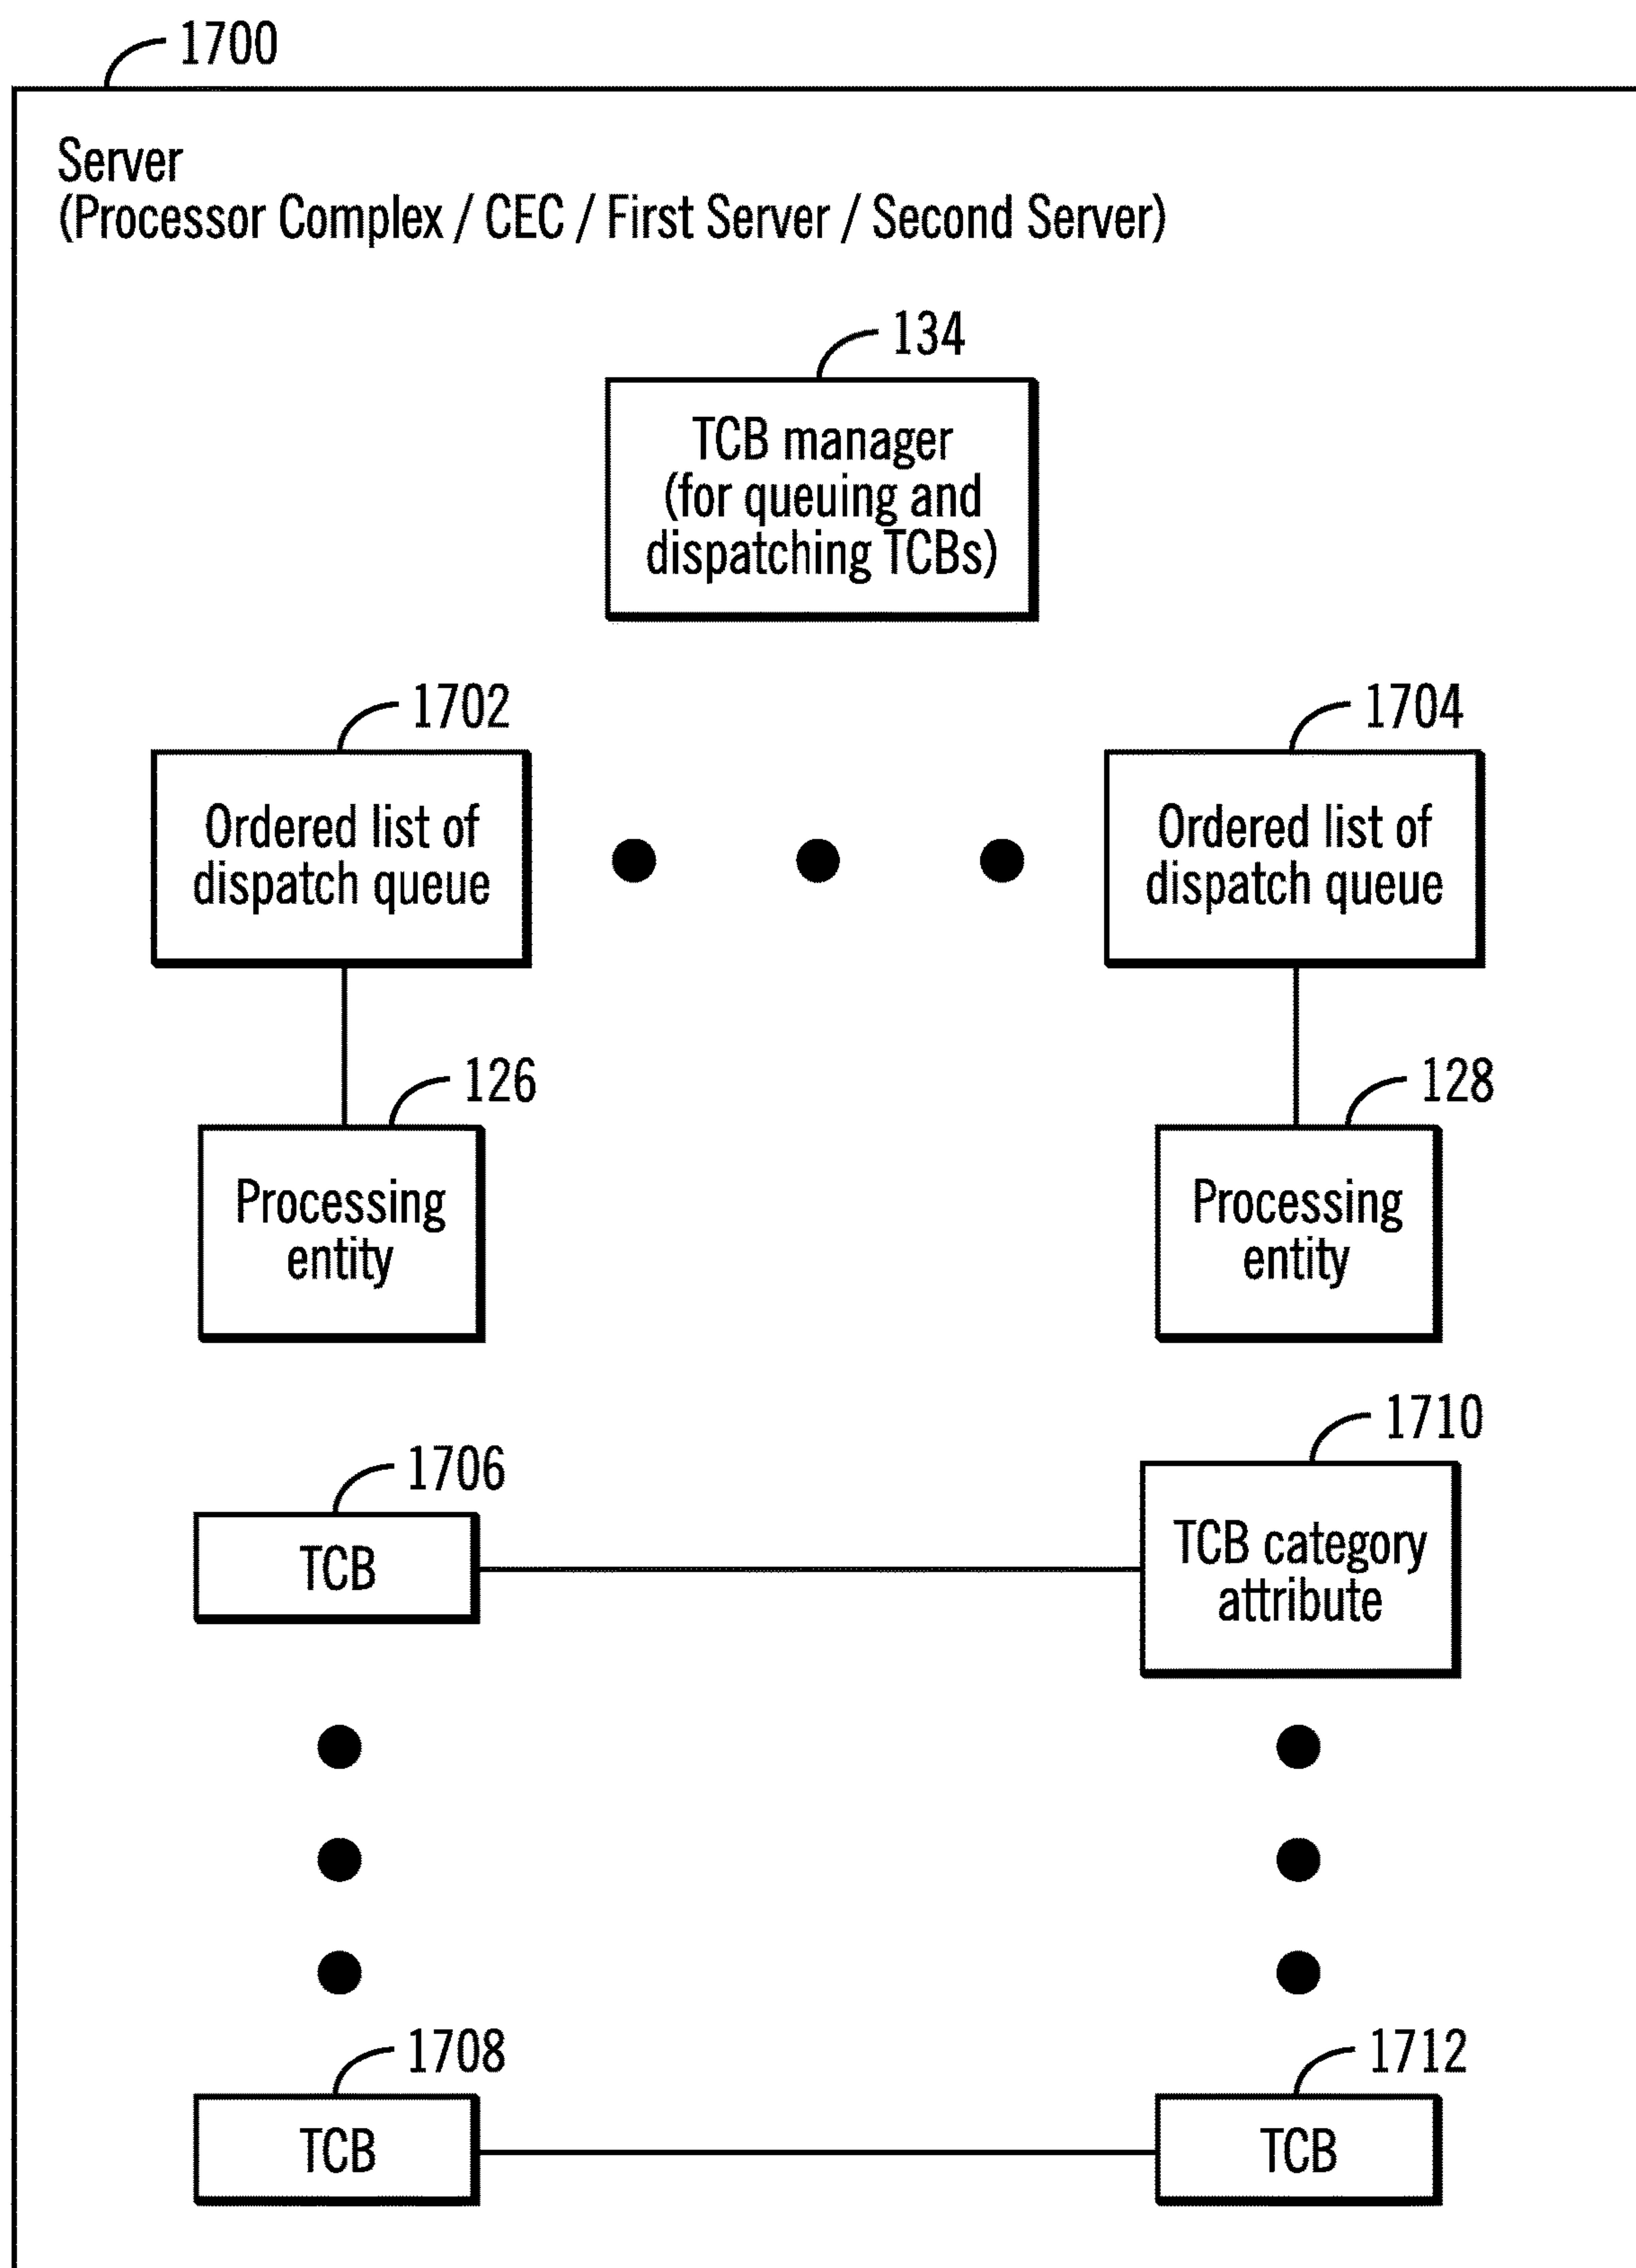 1700
Server
(Processor Complex / CEC / First Server / Second Server)
134
TCB manager
(for queuing and
dispatching TCBs)
1702
1704
Ordered list of
dispatch queue
Ordered list of
dispatch queue
126
128
Processing
entity
Processing
entity
1706
1710
TCB
TCB category
attribute
1708
1712
TCB
TCB